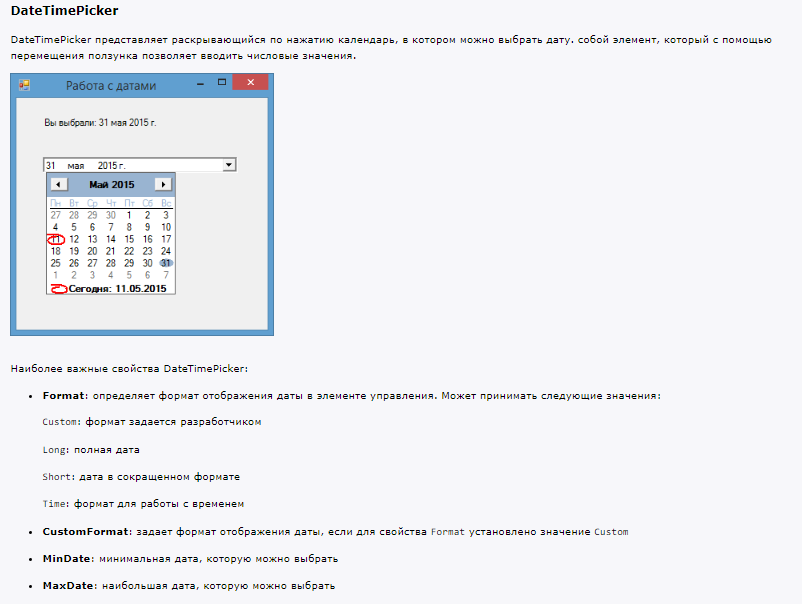 DateTimePicker
DateTimePicker представляет раскрывающийся по нажатию календарь, в котором можно выбрать дату. собой элемент, который с помощью
перемещения ползунка позволяет вводить числовые значения.
Работа с датами
Вы выбрали: 31 мая 2015 г.
31 мая 2015 г.
Май 2015
Пн Вт Ср Чт Пт Сб Вс
27 28 29 30 1 2 3
4 5 6 7 8 9 10
11 12 13 14 15 16 17
18 19 20 21 22 23 24
25 26 27 28 29 30 31
1 2 3 4 5 6 7
Сегодня: 11.05.2015
Наиболее важные свойства DateTimePicker:
• Format: определяет формат отображения даты в элементе управления. Может принимать следующие значения:
Custom: формат задается разработчиком
Long: полная дата
Short: дата в сокращенном формате
Time: формат для работы с временем
• CustomFormat: задает формат отображения даты, если для свойства Format установлено значение Custom
• MinDate: минимальная дата, которую можно выбрать
• MaxDate: наибольшая дата, которую можно выбрать